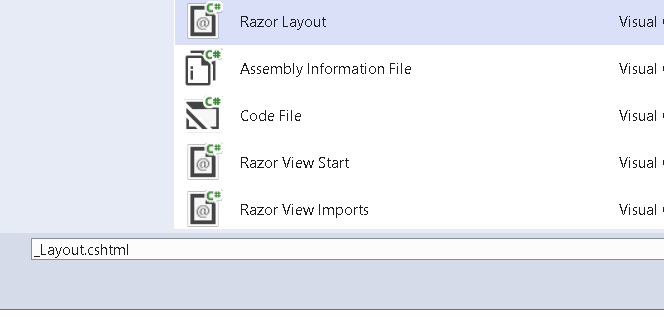 C#
Razor Layout
Visual
C#
Assembly Information File
Visual
C#
Code File
Visual
C#
Razor View Start
Visual
C#
Razor View Imports
Visual
_Layout.cshtml